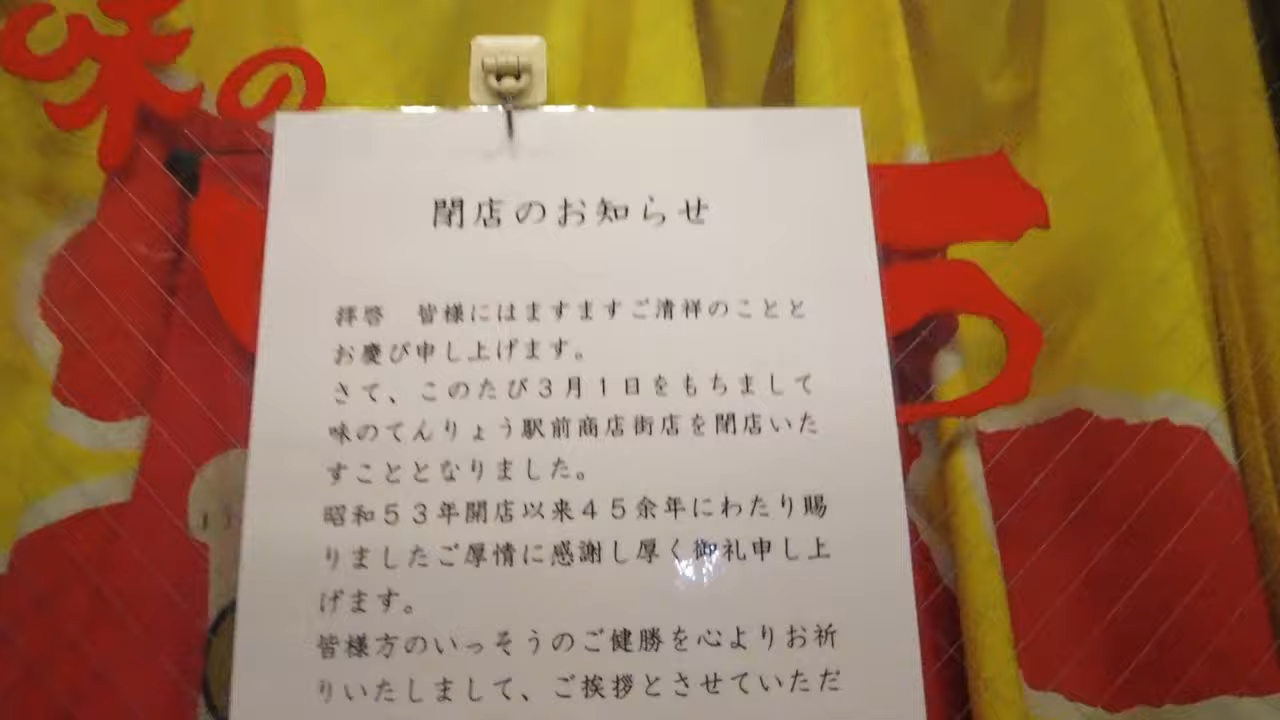 味の
閉店のお知らせ
拝啓　皆様にはますますご清祥のことと
お慶び申し上げます。
さて、このたび３月１日をもちまして
味のてんりょう駅前商店街店を閉店いた
すこととなりました。
昭和５３年開店以来４５余年にわたり賜
りましたご厚情に感謝し厚く御礼申し上
げます。
皆様方のいっそうのご健勝を心よりお祈
りいたしまして、ご挨拶とさせていただ